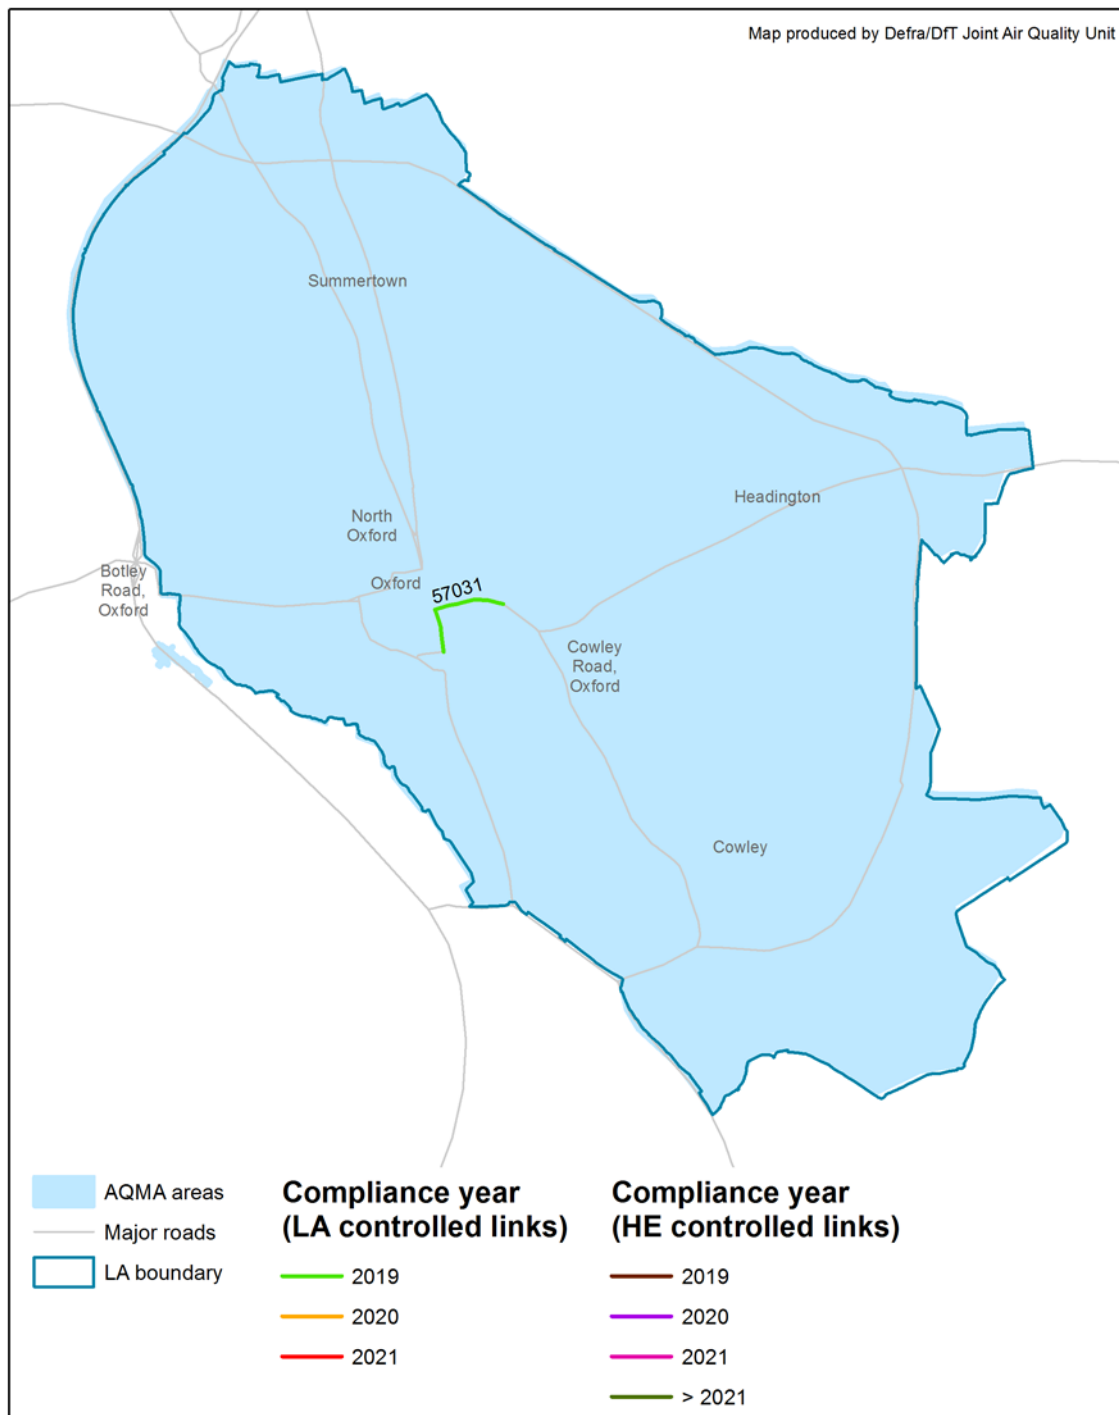 Map produced by Defra/DfT Joint Air Quality Unit
Summertown
Headington
North
Oxford
Oxford
57031
Botley
Road,
Oxford
Cowley
Road,
Oxford
Cowley
AQMA areas
Major roads
LA boundary
Compliance year
(LA controlled links)
2019
2020
2021
Compliance year
(HE controlled links)
2019
2020
2021
> 2021